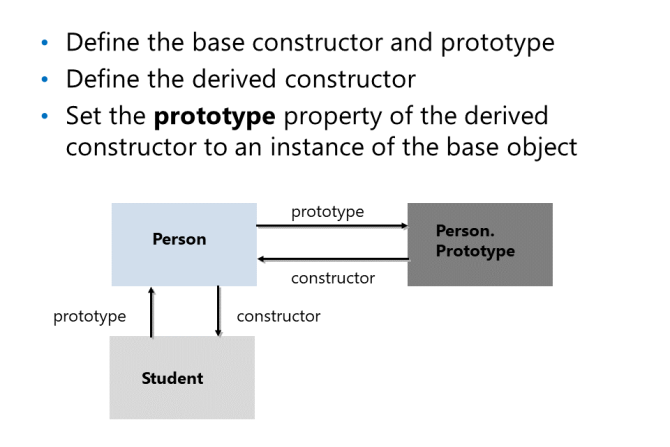 • Define the base constructor and prototype
• Define the derived constructor
• Set the prototype property of the derived
constructor to an instance of the base object
prototype
Person
Person.
Prototype
constructor
prototype
constructor
Student